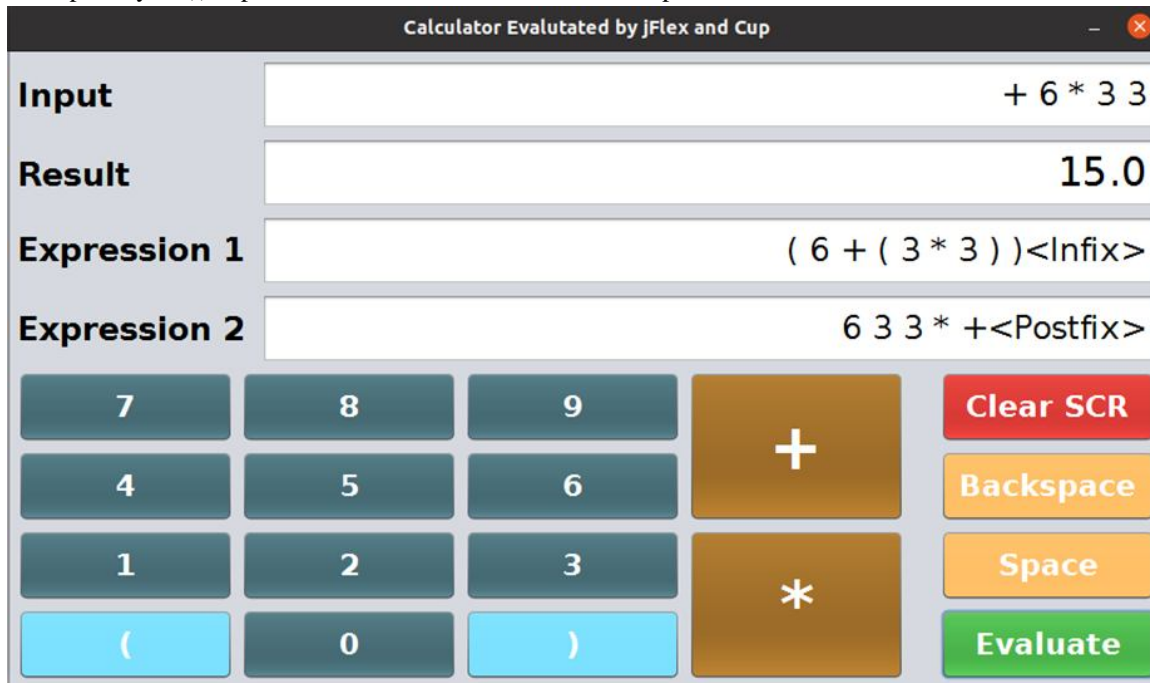 Calculator Evalutated by jFlex and Cup
Input + 6 * 3 3
Result 15.0
Expression 1 ( 6 + ( 3 * 3 ) )<Infix>
Expression 2 6 3 3 * +<Postfix>
7 8 9 + Clear SCR
4 5 6 Backspace
1 2 3 * Space
( 0 ) Evaluate